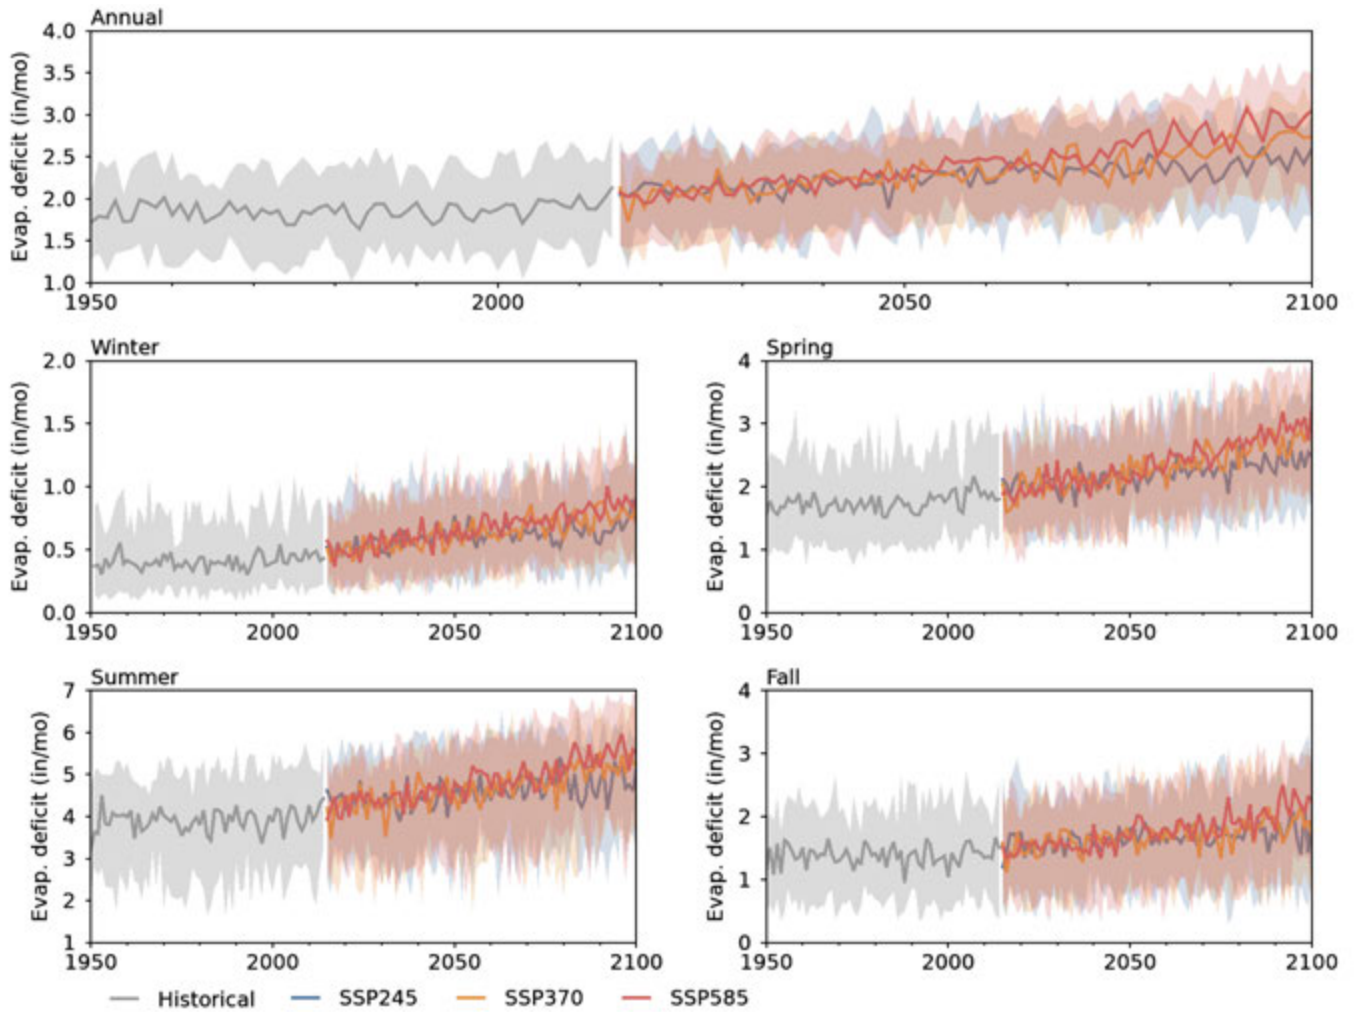 Annual
Evap. deficit (in/mo)
4.0
3.5
3.0
2.5
2.0
1.5
1.0
1950 2000 2050 2100
Winter
Evap. deficit (in/mo)
2.0
1.5
1.0
0.5
0.0
1950 2000 2050 2100
Spring
Evap. deficit (in/mo)
4
3
2
1
0
1950 2000 2050 2100
Summer
Evap. deficit (in/mo)
7
6
5
4
3
2
1
1950 2000 2050 2100
Fall
Evap. deficit (in/mo)
4
3
2
1
0
1950 2000 2050 2100
Historical SSP245 SSP370 SSP585